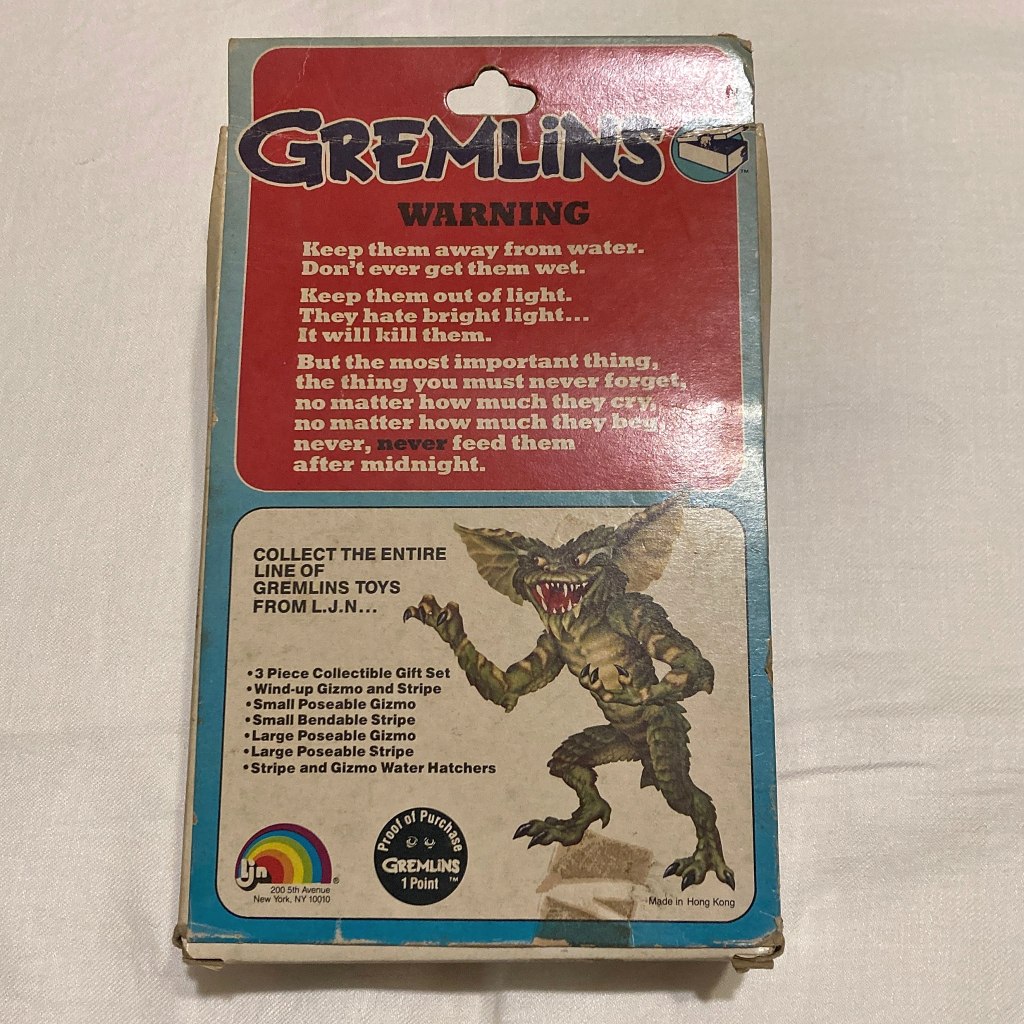 GREMLiNS
TM
WARNING
Keep them away from water.
Don't ever get them wet.
Keep them out of light.
They hate bright light...
It will kill them.
But the most important thing,
the thing you must never forget,
no matter how much they cry,
no matter how much they beg,
never, never feed them
after midnight.
COLLECT THE ENTIRE
LINE OF
GREMLINS TOYS
FROM L.J.N...
•3 Piece Collectible Gift Set
•Wind-up Gizmo and Stripe
•Small Poseable Gizmo
•Small Bendable Stripe
•Large Poseable Gizmo
•Large Poseable Stripe
•Stripe and Gizmo Water Hatchers
ljn ®
200 5th Avenue
New York, NY 10010
Proof of Purchase
GREMLiNS
TM
1 Point
Made in Hong Kong